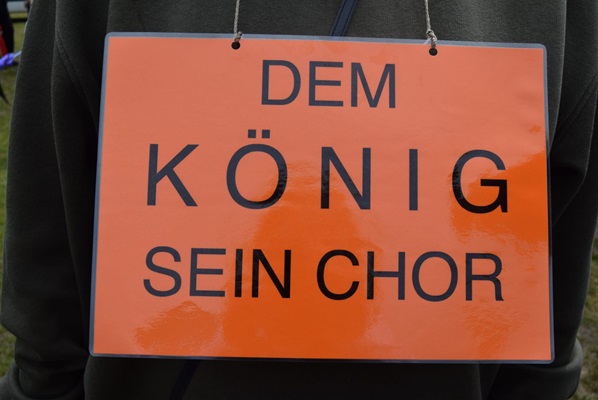 DEM
KÖNIG
SEIN CHOR